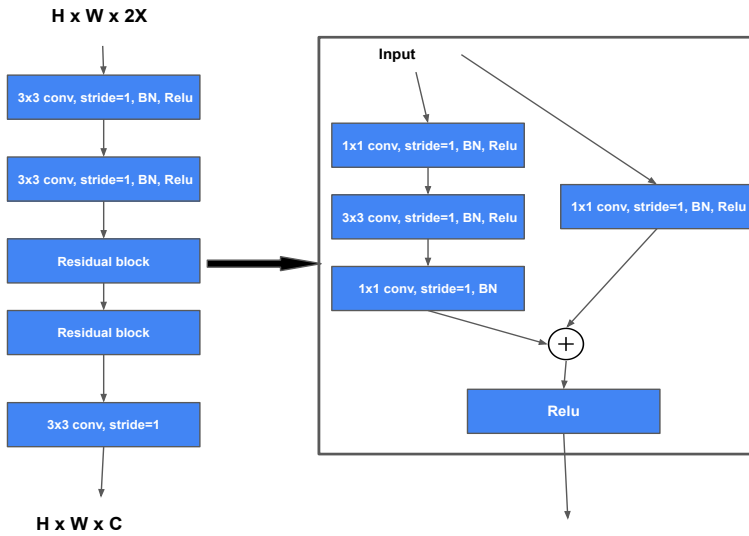 H x W x 2X
3x3 conv, stride=1, BN, Relu
3x3 conv, stride=1, BN, Relu
Residual block
Residual block
3x3 conv, stride=1
H x W x C
Input
1x1 conv, stride=1, BN, Relu
3x3 conv, stride=1, BN, Relu
1x1 conv, stride=1, BN
1x1 conv, stride=1, BN, Relu
+
Relu